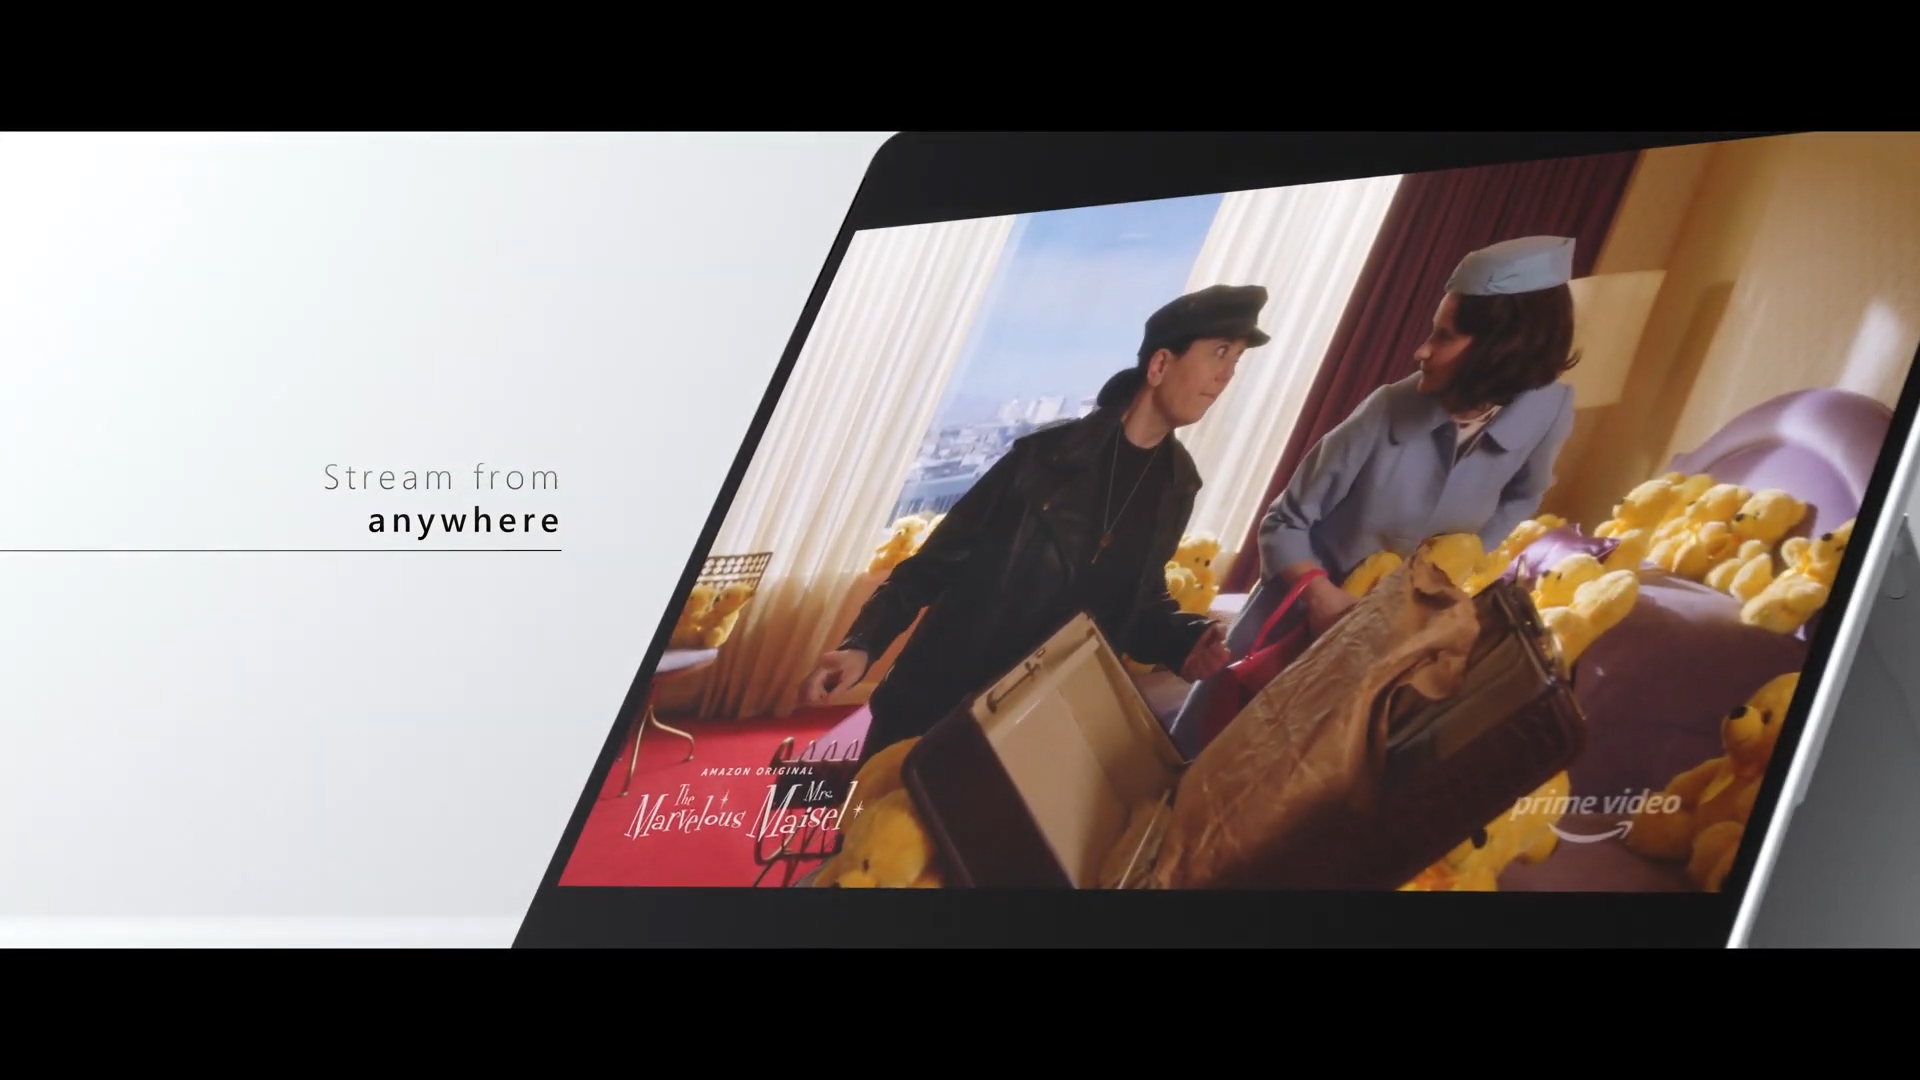 Stream from
anywhere
AMAZON ORIGINAL
The Marvelous Mrs. Maisel
prime video